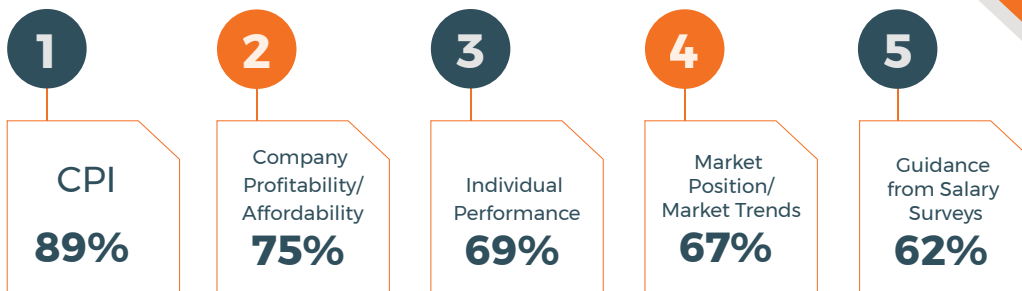 1
CPI
89%
2
Company
Profitability/
Affordability
75%
3
Individual
Performance
69%
4
Market
Position/
Market Trends
67%
5
Guidance
from Salary
Surveys
62%